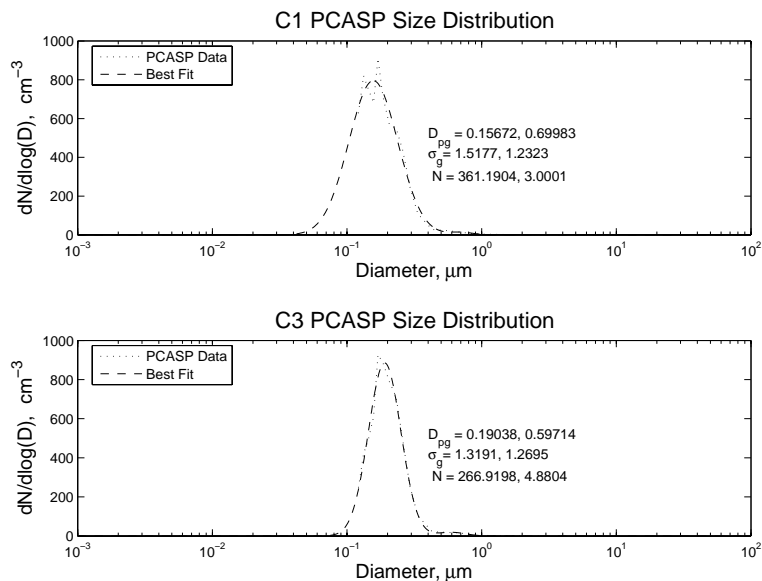 C1 PCASP Size Distribution
1000
800
600
400
200
0
dN/dlog(D), cm⁻³
PCASP Data
Best Fit
D_pg = 0.15672, 0.69983
σ_g= 1.5177, 1.2323
N = 361.1904, 3.0001
10⁻³ 10⁻² 10⁻¹ 10⁰ 10¹ 10²
Diameter, μm
C3 PCASP Size Distribution
1000
800
600
400
200
0
dN/dlog(D), cm⁻³
PCASP Data
Best Fit
D_pg = 0.19038, 0.59714
σ_g= 1.3191, 1.2695
N = 266.9198, 4.8804
10⁻³ 10⁻² 10⁻¹ 10⁰ 10¹ 10²
Diameter, μm